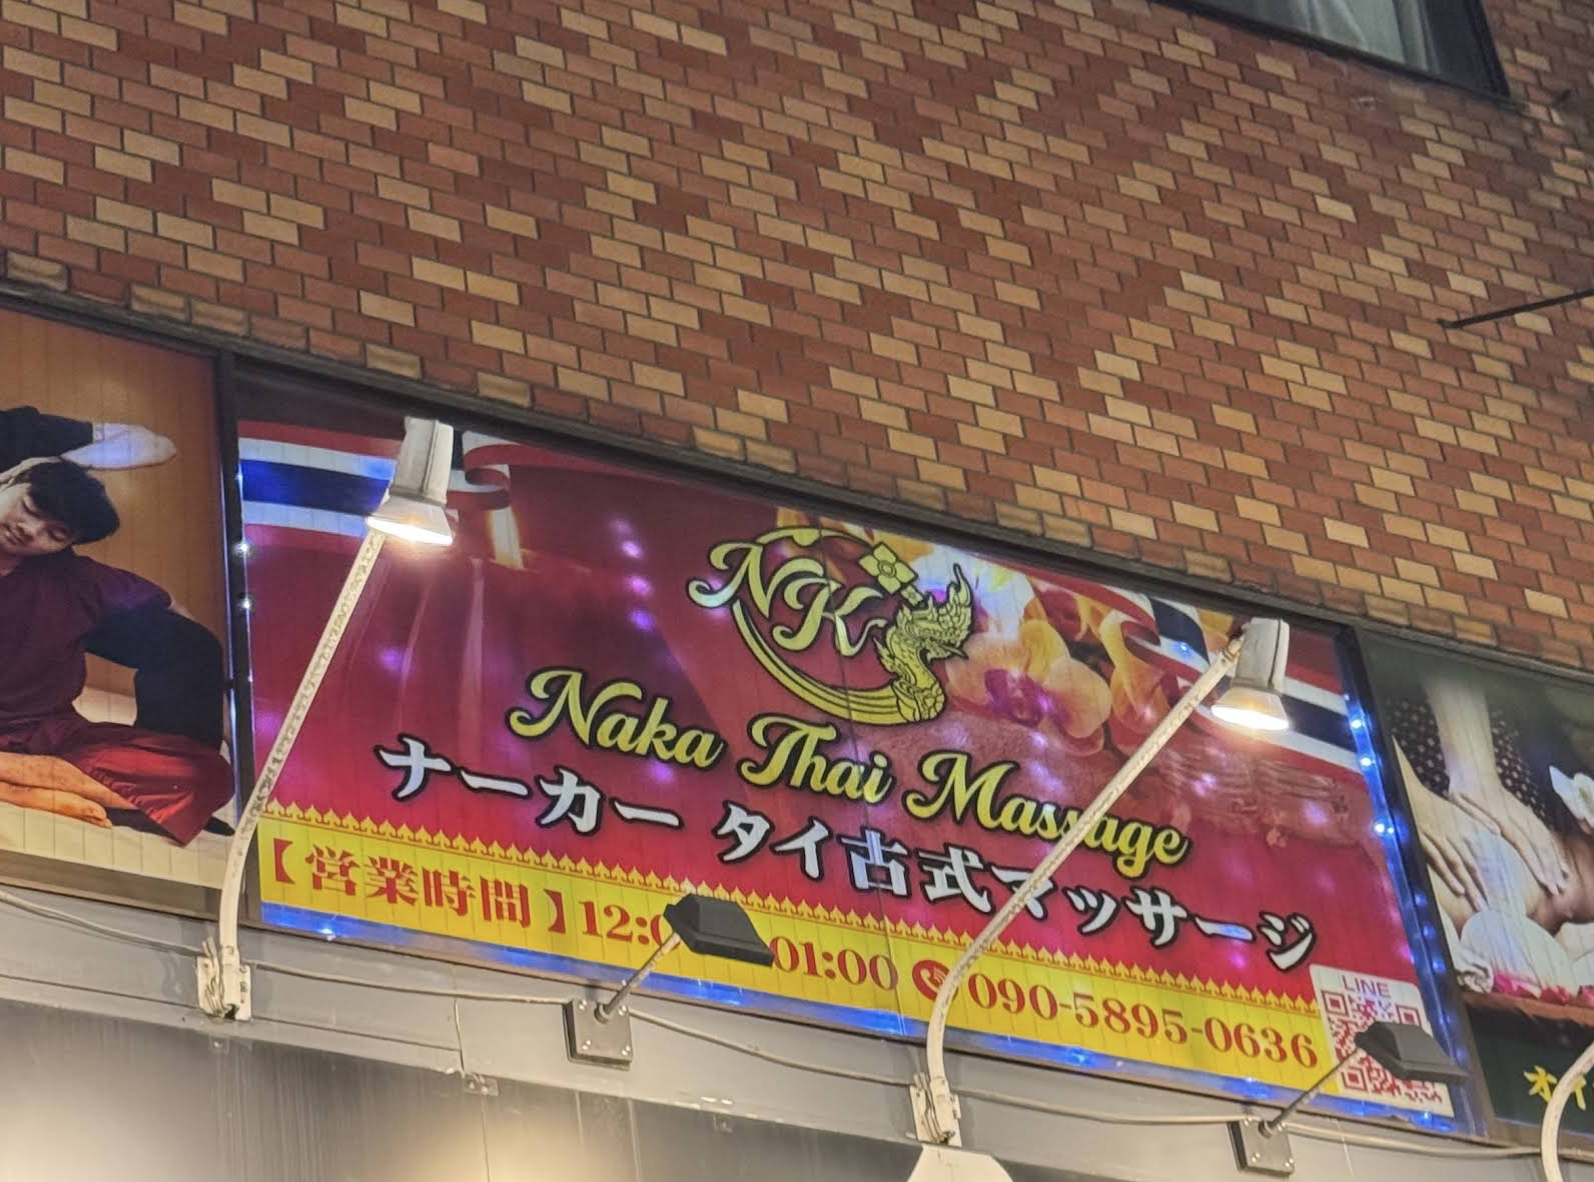 NK
Naka Thai Massage
ナーカー タイ古式マッサージ
【営業時間】12: 01:00 090-5895-0636
LINE